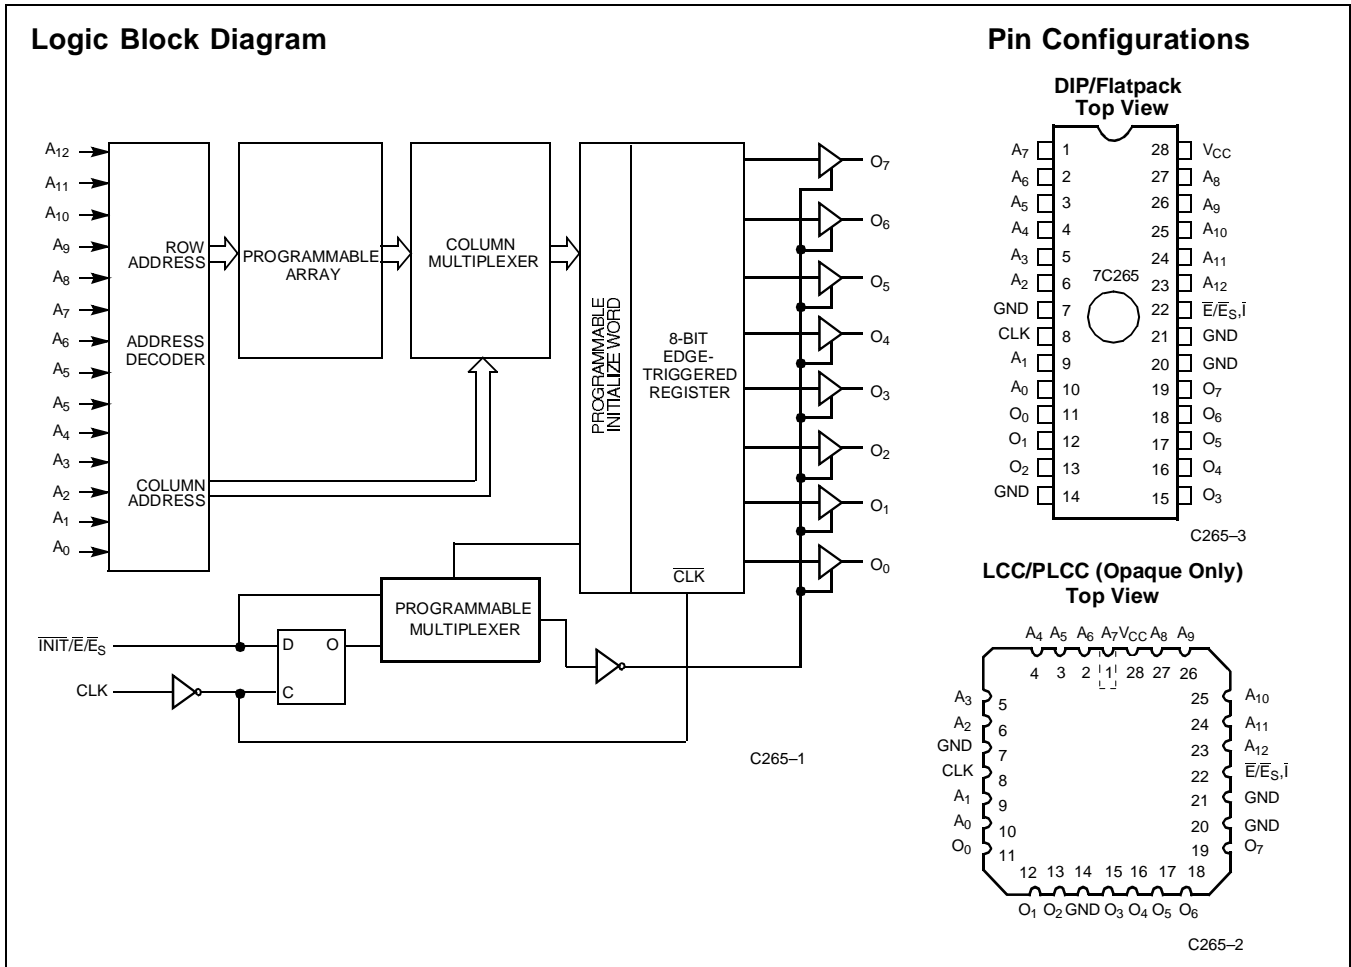 Logic Block Diagram
A12
A11
A10
A9
A8
A7
A6
A5
A5
A4
A3
A2
A1
A0
ROW
ADDRESS
ADDRESS
DECODER
COLUMN
ADDRESS
PROGRAMMABLE
ARRAY
COLUMN
MULTIPLEXER
PROGRAMMABLE
INITIALIZE WORD
8-BIT
EDGE-
TRIGGERED
REGISTER
C̅L̅K̅
O7
O6
O5
O4
O3
O2
O1
O0
I̅N̅I̅T̅/E̅/E̅S
CLK
D O
C
PROGRAMMABLE
MULTIPLEXER
C265–1
Pin Configurations
DIP/Flatpack
Top View
7C265
A7 1 28 VCC
A6 2 27 A8
A5 3 26 A9
A4 4 25 A10
A3 5 24 A11
A2 6 23 A12
GND 7 22 E̅/E̅S,I̅
CLK 8 21 GND
A1 9 20 GND
A0 10 19 O7
O0 11 18 O6
O1 12 17 O5
O2 13 16 O4
GND 14 15 O3
C265–3
LCC/PLCC (Opaque Only)
Top View
A4 A5 A6 A7 VCC A8 A9
4 3 2 1 28 27 26
A3 5 25 A10
A2 6 24 A11
GND 7 23 A12
CLK 8 22 E̅/E̅S,I̅
A1 9 21 GND
A0 10 20 GND
O0 11 19 O7
12 13 14 15 16 17 18
O1 O2 GND O3 O4 O5 O6
C265–2